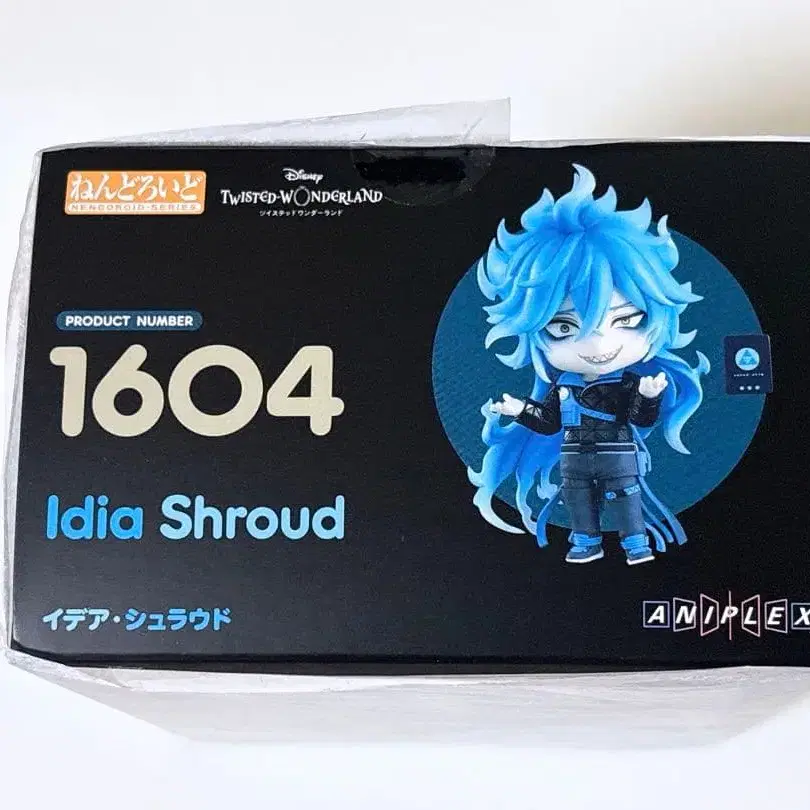 ねんどろいど
NENDOROID-SERIES
Disney
TWISTED-WONDERLAND
ツイステッドワンダーランド
PRODUCT NUMBER
1604
Idia Shroud
イデア・シュラウド
ANIPLEX